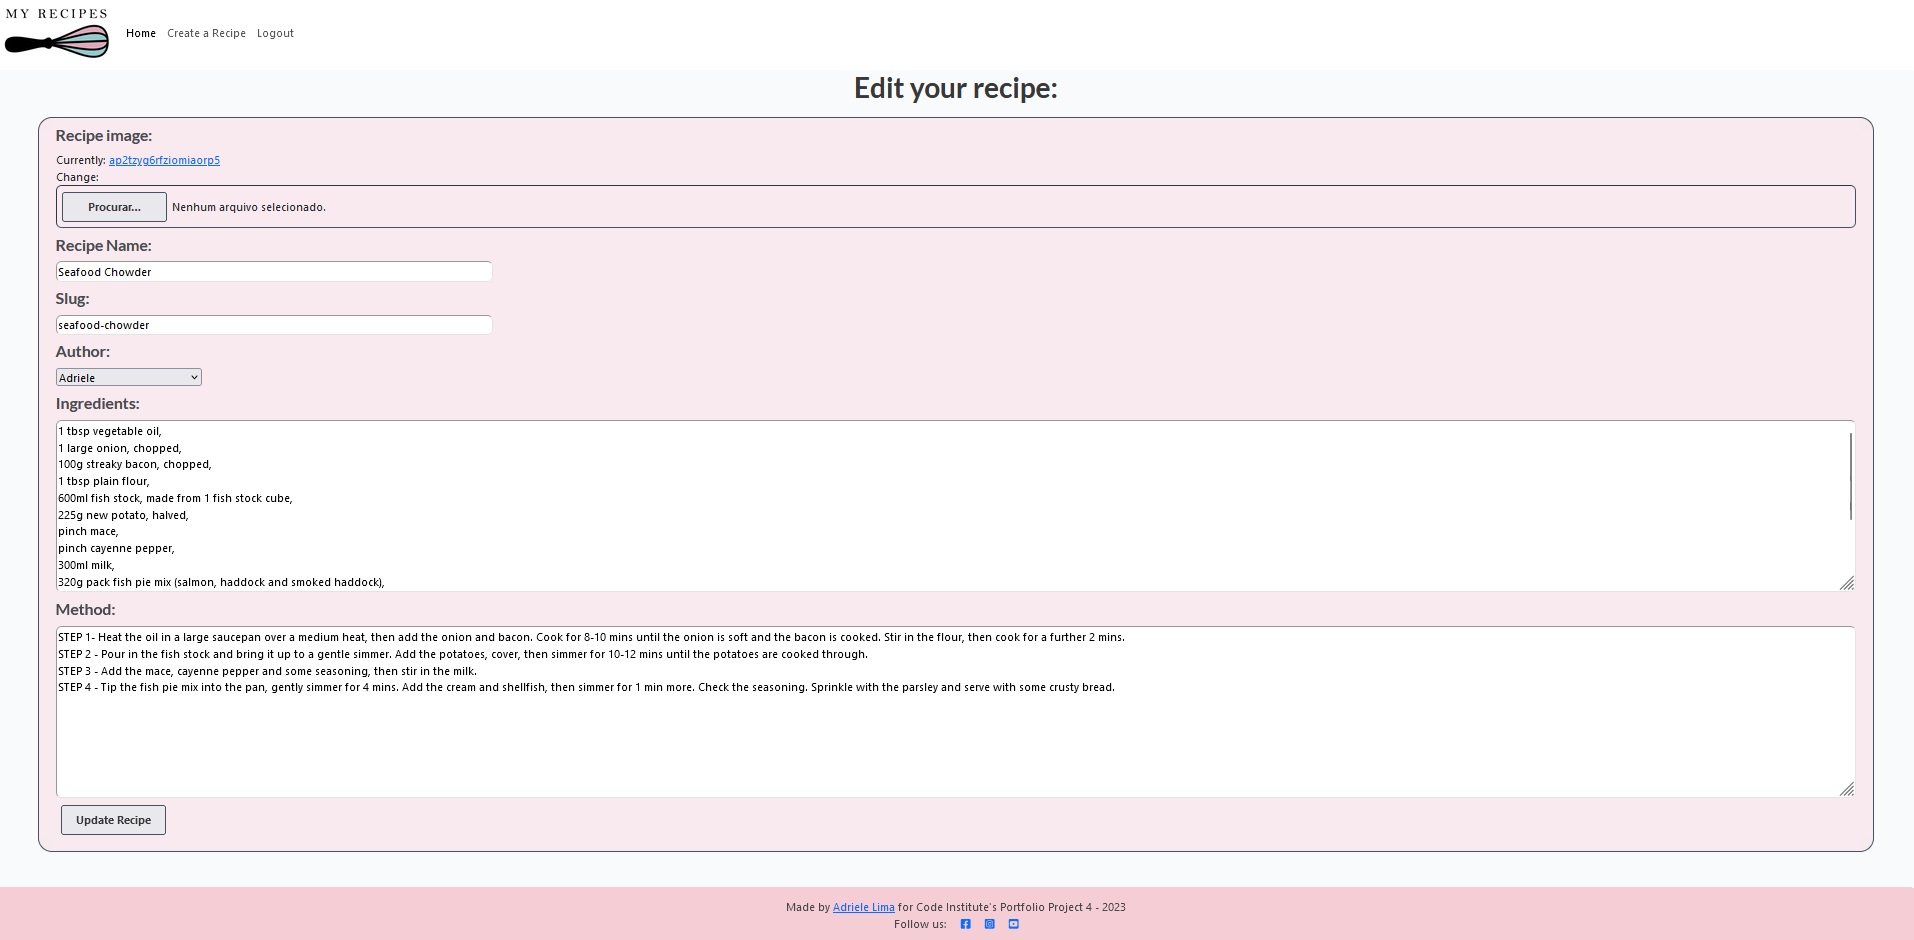 MY RECIPES
Home Create a Recipe Logout
Edit your recipe:
Recipe image:
Currently: ap2tzyg6rfziomiaorp5
Change:
Procurar... Nenhum arquivo selecionado.
Recipe Name:
Seafood Chowder
Slug:
seafood-chowder
Author:
Adriele
Ingredients:
1 tbsp vegetable oil,
1 large onion, chopped,
100g streaky bacon, chopped,
1 tbsp plain flour,
600ml fish stock, made from 1 fish stock cube,
225g new potato, halved,
pinch mace,
pinch cayenne pepper,
300ml milk,
320g pack fish pie mix (salmon, haddock and smoked haddock),
Method:
STEP 1- Heat the oil in a large saucepan over a medium heat, then add the onion and bacon. Cook for 8-10 mins until the onion is soft and the bacon is cooked. Stir in the flour, then cook for a further 2 mins.
STEP 2 - Pour in the fish stock and bring it up to a gentle simmer. Add the potatoes, cover, then simmer for 10-12 mins until the potatoes are cooked through.
STEP 3 - Add the mace, cayenne pepper and some seasoning, then stir in the milk.
STEP 4 - Tip the fish pie mix into the pan, gently simmer for 4 mins. Add the cream and shellfish, then simmer for 1 min more. Check the seasoning. Sprinkle with the parsley and serve with some crusty bread.
Update Recipe
Made by Adriele Lima for Code Institute's Portfolio Project 4 - 2023
Follow us: